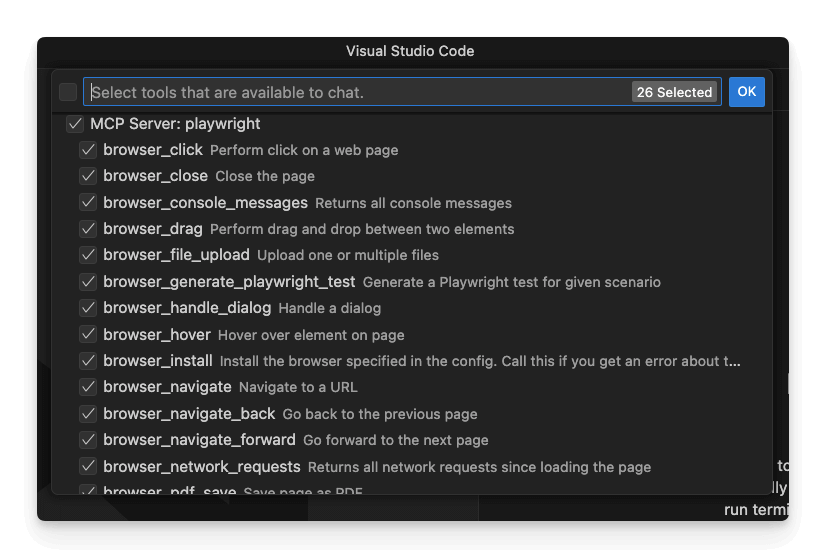 Visual Studio Code
Select tools that are available to chat.
26 Selected
OK
MCP Server: playwright
browser_click Perform click on a web page
browser_close Close the page
browser_console_messages Returns all console messages
browser_drag Perform drag and drop between two elements
browser_file_upload Upload one or multiple files
browser_generate_playwright_test Generate a Playwright test for given scenario
browser_handle_dialog Handle a dialog
browser_hover Hover over element on page
browser_install Install the browser specified in the config. Call this if you get an error about t...
browser_navigate Navigate to a URL
browser_navigate_back Go back to the previous page
browser_navigate_forward Go forward to the next page
browser_network_requests Returns all network requests since loading the page
browser_pdf_save Save page as PDF
to
lly
run termi